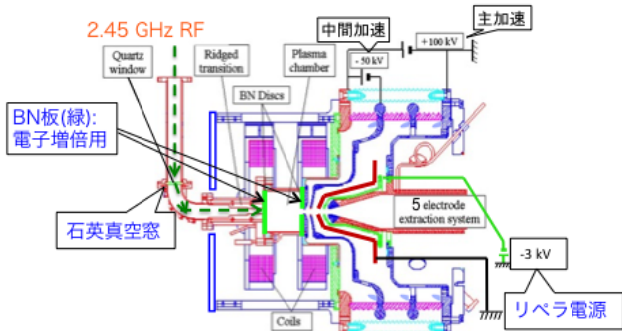 2.45 GHz RF
Quartz
window
Ridged
transition
Plasma
chamber
BN Discs
中間加速
主加速
+100 kV
- 50 kV
BN板(緑):
電子増倍用
石英真空窓
5 electrode
extraction system
-3 kV
リペラ電源
Coils